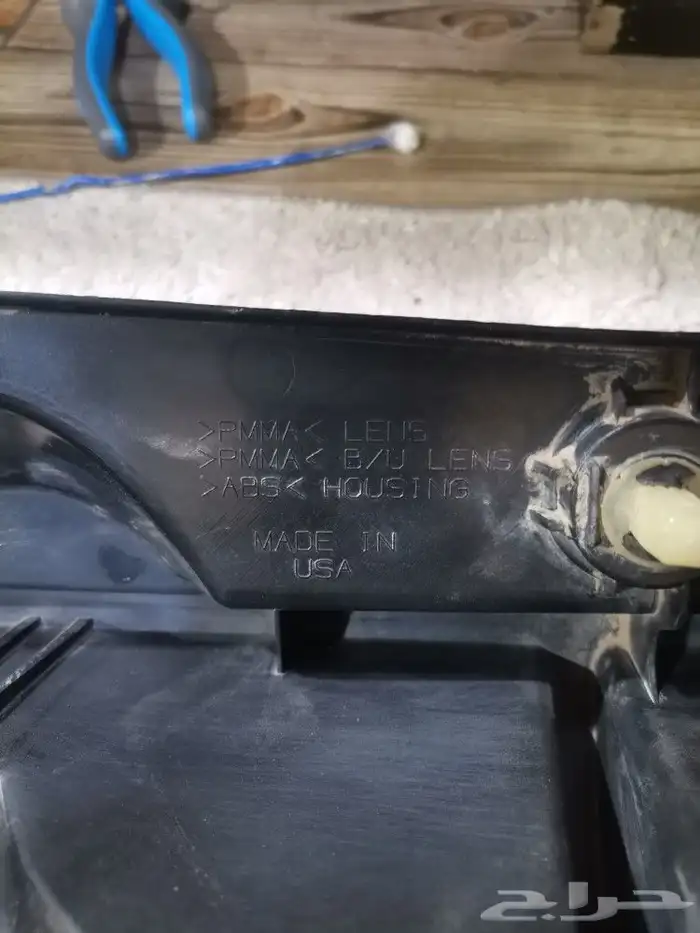 >PMMA< LENS
>PMMA< B/U LENS
>ABS< HOUSING
MADE IN
USA
حراج